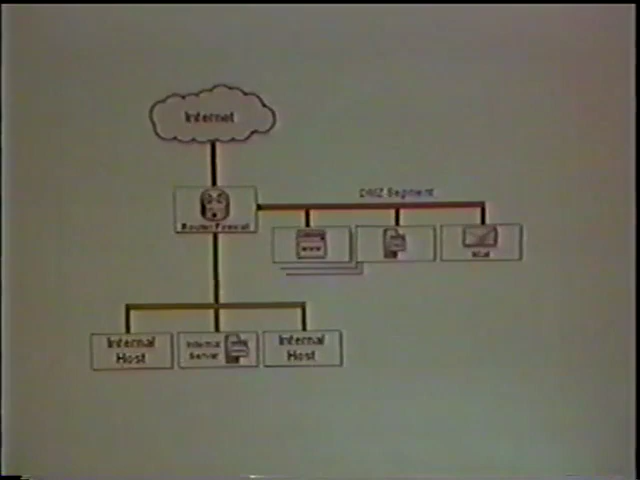 Internet
DMZ Segment
Router Firewall
WWW
Mail
Internal
Host
Internal
Server
Internal
Host